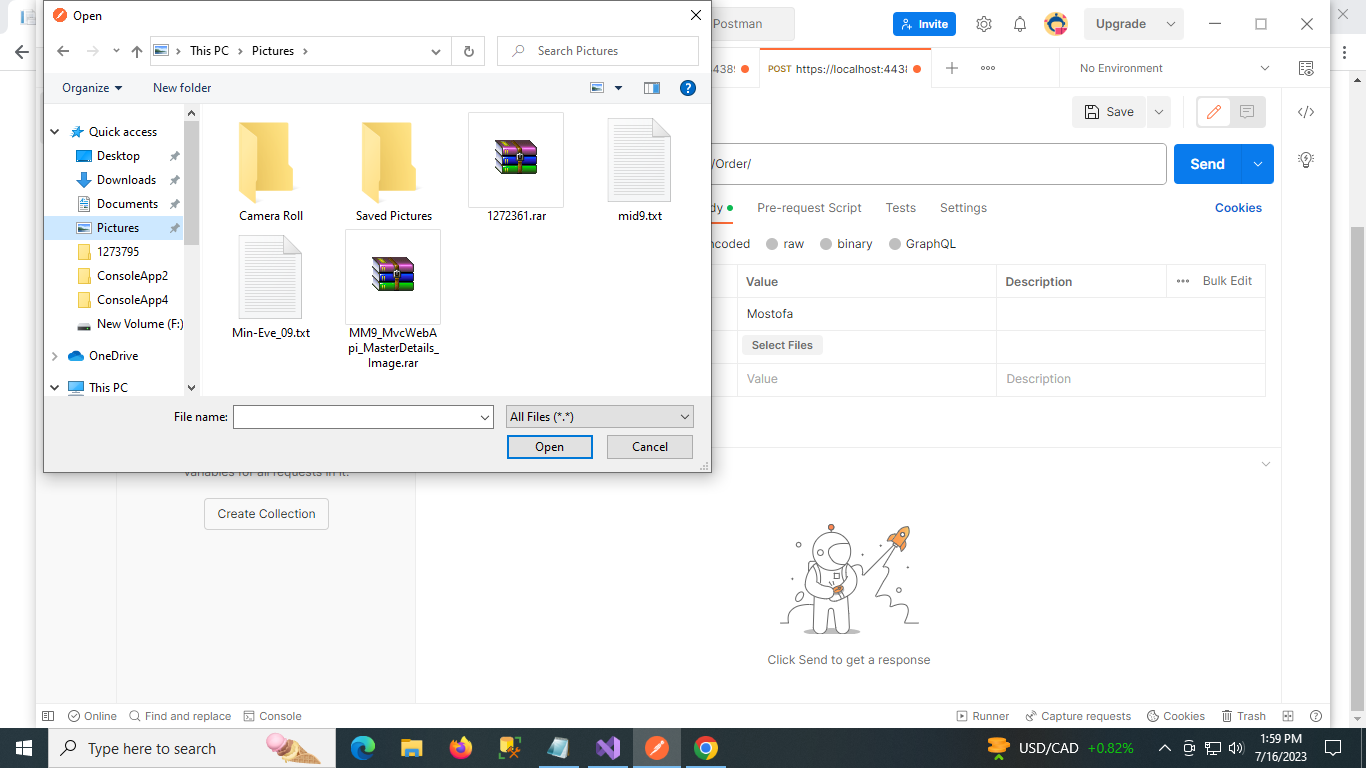 Open
This PC
Pictures
Search Pictures
Organize
New folder
Quick access
Desktop
Downloads
Documents
Pictures
1273795
ConsoleApp2
ConsoleApp4
New Volume (F:)
OneDrive
This PC
Camera Roll
Saved Pictures
1272361.rar
mid9.txt
Min-Eve_09.txt
MM9_MvcWebA
pi_MasterDetails_
Image.rar
File name:
All Files (*.*)
Open
Cancel
Postman
Invite
Upgrade
POST https://localhost:443
No Environment
Save
/Order/
Send
Pre-request Script
Tests
Settings
Cookies
ncoded
raw
binary
GraphQL
Value
Description
Bulk Edit
Mostofa
Select Files
Value
Description
variables for all requests in it.
Create Collection
Click Send to get a response
Online
Find and replace
Console
Runner
Capture requests
Cookies
Trash
Type here to search
USD/CAD +0.82%
1:59 PM
7/16/2023